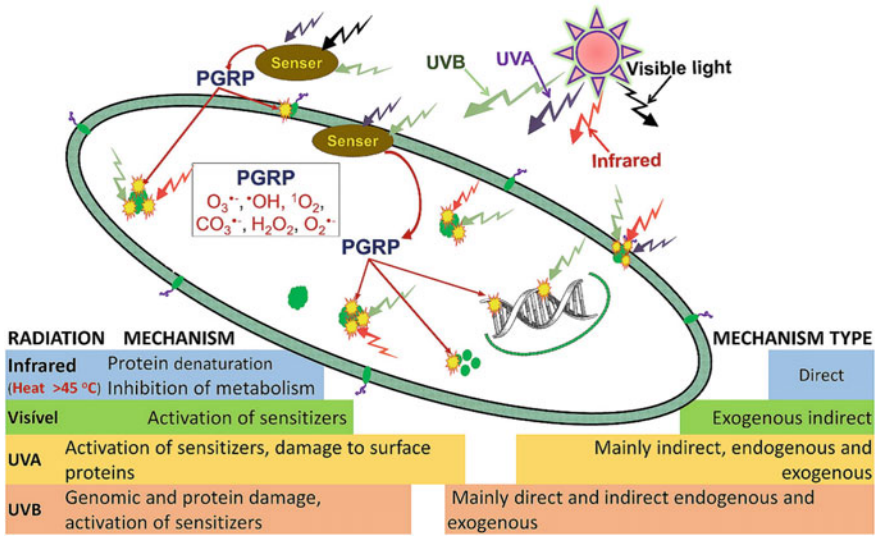 Senser
PGRP
UVB
UVA
Visible light
Infrared
Senser
PGRP
O₃•⁻, •OH, ¹O₂,
CO₃•⁻, H₂O₂, O₂•⁻
PGRP
RADIATION MECHANISM
MECHANISM TYPE
Infrared
(Heat >45 °C)
Protein denaturation
Inhibition of metabolism
Direct
Visível
Activation of sensitizers
Exogenous indirect
UVA
Activation of sensitizers, damage to surface
proteins
Mainly indirect, endogenous and
exogenous
UVB
Genomic and protein damage,
activation of sensitizers
Mainly direct and indirect endogenous and
exogenous